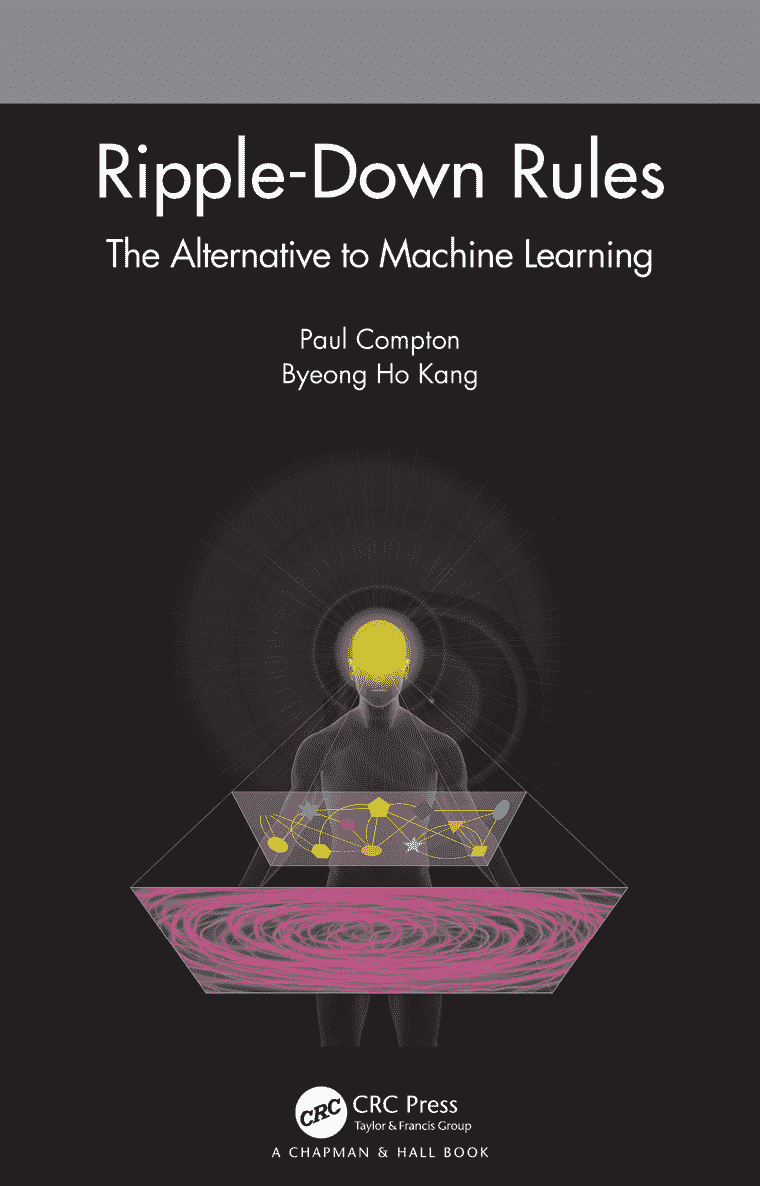 Ripple-Down Rules
The Alternative to Machine Learning
Paul Compton
Byeong Ho Kang
CRC
CRC Press
Taylor & Francis Group
A CHAPMAN & HALL BOOK